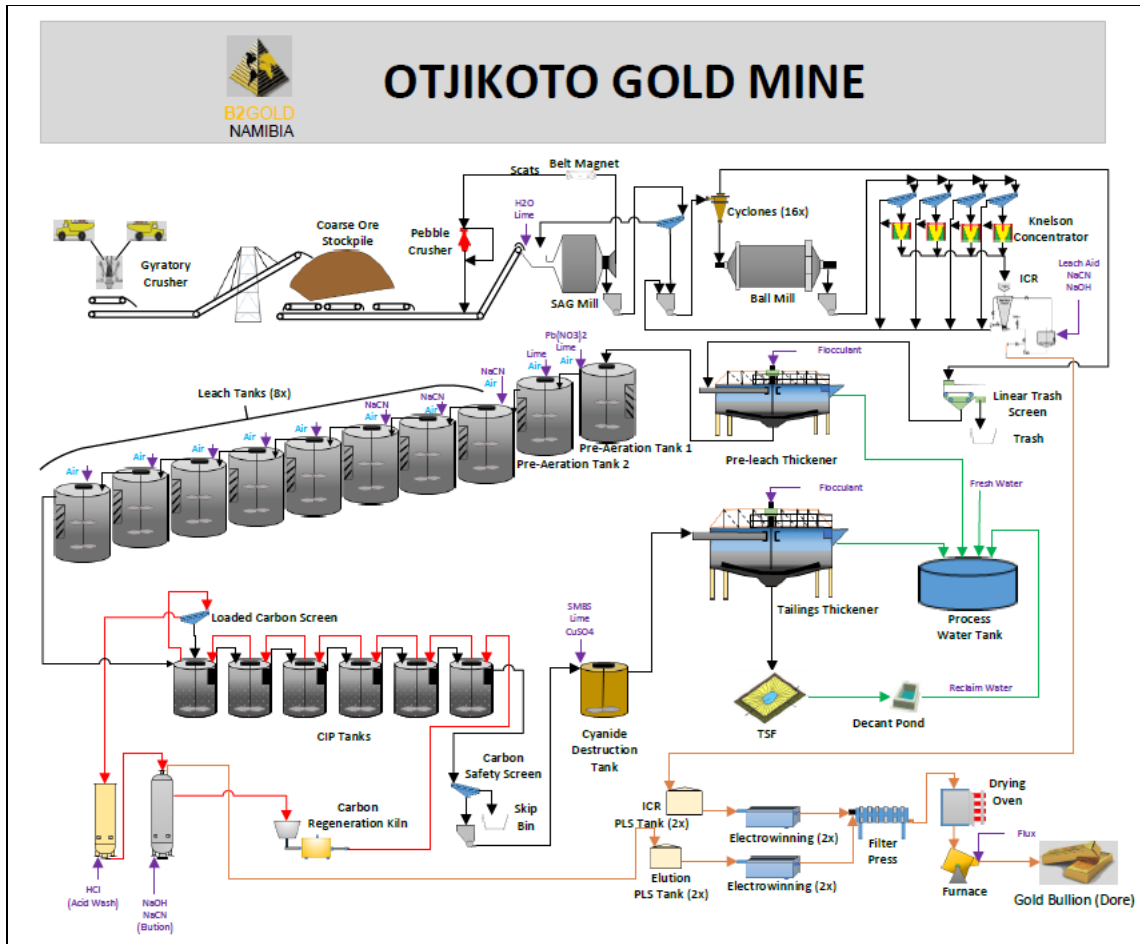 OTJIKOTO GOLD MINE
B2GOLD
NAMIBIA
Scats
Belt Magnet
H2O
Lime
Cyclones (16x)
Coarse Ore
Stockpile
Pebble
Crusher
Gyratory
Crusher
Knelson
Concentrator
SAG Mill
Ball Mill
ICR
Leach Aid
NaCN
NaOH
Pb(NO3)2
Lime
Air
Lime
Air
NaCN
Air
NaCN
Air
NaCN
Air
Air
Air
Air
Air
Air
Leach Tanks (8x)
Pre-Aeration Tank 1
Pre-Aeration Tank 2
Flocculant
Pre-leach Thickener
Linear Trash
Screen
Trash
Fresh Water
Flocculant
Tailings Thickener
Process
Water Tank
Loaded Carbon Screen
SMBS
Lime
CuSO4
CIP Tanks
Cyanide
Destruction
Tank
TSF
Decant Pond
Reclaim Water
Carbon
Safety Screen
Skip
Bin
Carbon
Regeneration Kiln
HCl
(Acid Wash)
NaOH
NaCN
(Bution)
ICR
PLS Tank (2x)
Electrowinning (2x)
Elution
PLS Tank (2x)
Electrowinning (2x)
Filter
Press
Drying
Oven
Flux
Furnace
Gold Bullion (Dore)